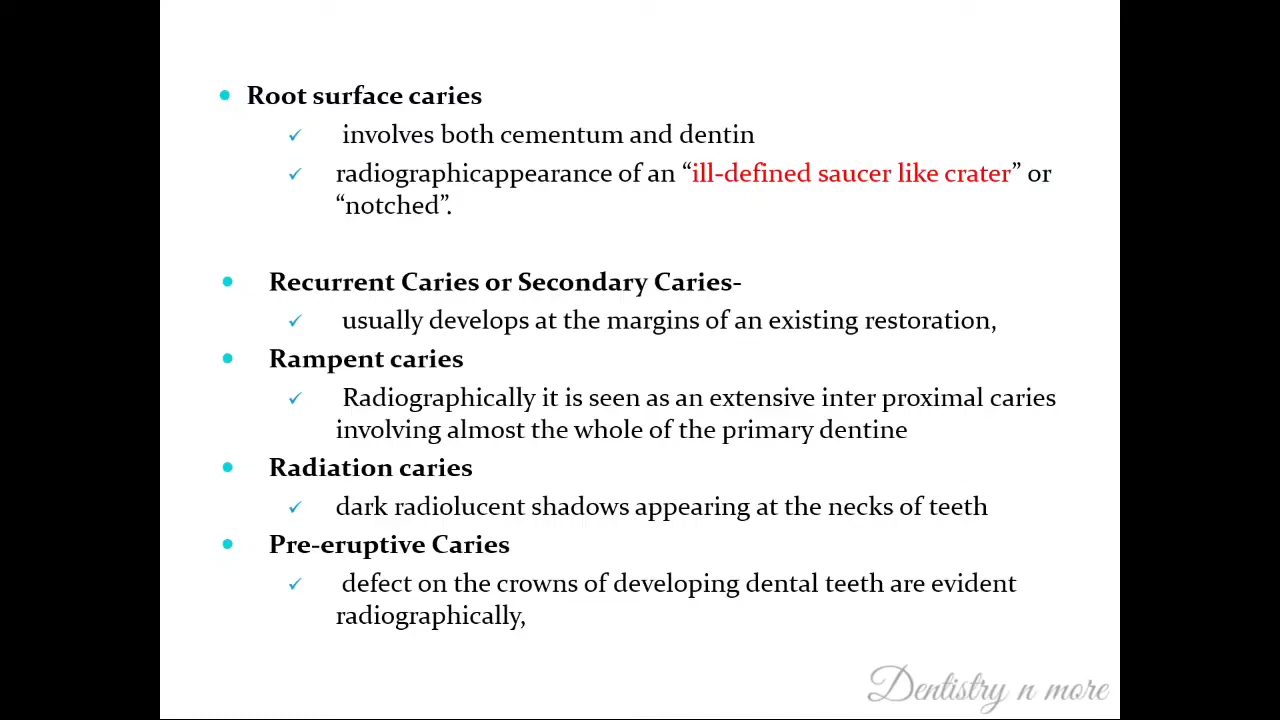 Root surface caries
involves both cementum and dentin
radiographicappearance of an “ill-defined saucer like crater” or
“notched”.
Recurrent Caries or Secondary Caries-
usually develops at the margins of an existing restoration,
Rampent caries
Radiographically it is seen as an extensive inter proximal caries
involving almost the whole of the primary dentine
Radiation caries
dark radiolucent shadows appearing at the necks of teeth
Pre-eruptive Caries
defect on the crowns of developing dental teeth are evident
radiographically,
Dentistry n more